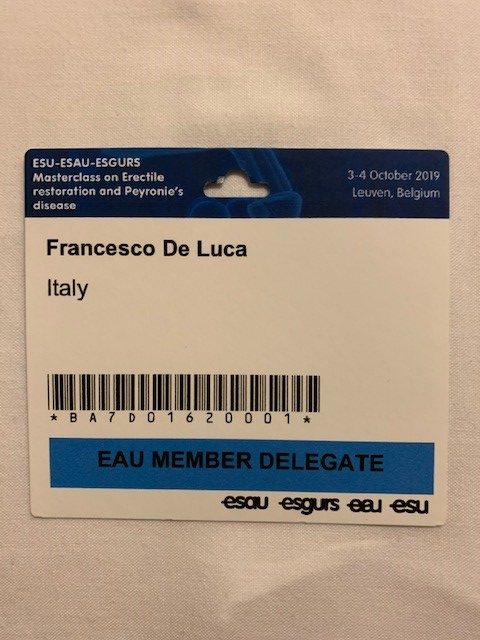 ESU-ESAU-ESGURS
Masterclass on Erectile
restoration and Peyronie's
disease
3-4 October 2019
Leuven, Belgium
Francesco De Luca
Italy
*BA7D01620001*
EAU MEMBER DELEGATE
esau esgurs eau esu